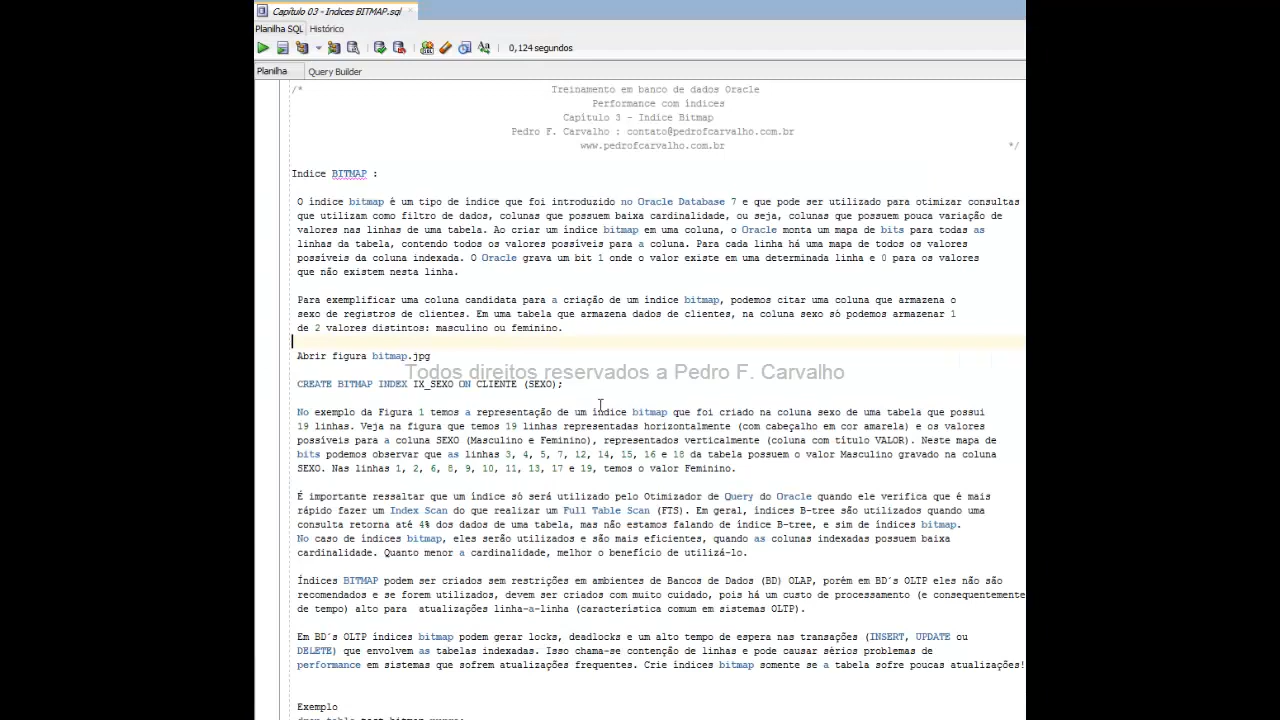 Capítulo 03 - Indices BITMAP.sql
Planilha SQL Histórico
0,124 segundos
Planilha Query Builder
/* Treinamento em banco de dados Oracle
Performance com índices
Capítulo 3 - Indice Bitmap
Pedro F. Carvalho : contato@pedrofcarvalho.com.br
www.pedrofcarvalho.com.br */
Indice BITMAP :
O índice bitmap é um tipo de índice que foi introduzido no Oracle Database 7 e que pode ser utilizado para otimizar consultas
que utilizam como filtro de dados, colunas que possuem baixa cardinalidade, ou seja, colunas que possuem pouca variação de
valores nas linhas de uma tabela. Ao criar um índice bitmap em uma coluna, o Oracle monta um mapa de bits para todas as
linhas da tabela, contendo todos os valores possíveis para a coluna. Para cada linha há uma mapa de todos os valores
possíveis da coluna indexada. O Oracle grava um bit 1 onde o valor existe em uma determinada linha e 0 para os valores
que não existem nesta linha.
Para exemplificar uma coluna candidata para a criação de um índice bitmap, podemos citar uma coluna que armazena o
sexo de registros de clientes. Em uma tabela que armazena dados de clientes, na coluna sexo só podemos armazenar 1
de 2 valores distintos: masculino ou feminino.
Abrir figura bitmap.jpg
Todos direitos reservados a Pedro F. Carvalho
CREATE BITMAP INDEX IX_SEXO ON CLIENTE (SEXO);
No exemplo da Figura 1 temos a representação de um índice bitmap que foi criado na coluna sexo de uma tabela que possui
19 linhas. Veja na figura que temos 19 linhas representadas horizontalmente (com cabeçalho em cor amarela) e os valores
possíveis para a coluna SEXO (Masculino e Feminino), representados verticalmente (coluna com título VALOR). Neste mapa de
bits podemos observar que as linhas 3, 4, 5, 7, 12, 14, 15, 16 e 18 da tabela possuem o valor Masculino gravado na coluna
SEXO. Nas linhas 1, 2, 6, 8, 9, 10, 11, 13, 17 e 19, temos o valor Feminino.
É importante ressaltar que um índice só será utilizado pelo Otimizador de Query do Oracle quando ele verifica que é mais
rápido fazer um Index Scan do que realizar um Full Table Scan (FTS). Em geral, índices B-tree são utilizados quando uma
consulta retorna até 4% dos dados de uma tabela, mas não estamos falando de índice B-tree, e sim de índices bitmap.
No caso de índices bitmap, eles serão utilizados e são mais eficientes, quando as colunas indexadas possuem baixa
cardinalidade. Quanto menor a cardinalidade, melhor o benefício de utilizá-lo.
Índices BITMAP podem ser criados sem restrições em ambientes de Bancos de Dados (BD) OLAP, porém em BD´s OLTP eles não são
recomendados e se forem utilizados, devem ser criados com muito cuidado, pois há um custo de processamento (e consequentemente
de tempo) alto para atualizações linha-a-linha (característica comum em sistemas OLTP).
Em BD´s OLTP índices bitmap podem gerar locks, deadlocks e um alto tempo de espera nas transações (INSERT, UPDATE ou
DELETE) que envolvem as tabelas indexadas. Isso chama-se contenção de linhas e pode causar sérios problemas de
performance em sistemas que sofrem atualizações frequentes. Crie índices bitmap somente se a tabela sofre poucas atualizações!
Exemplo